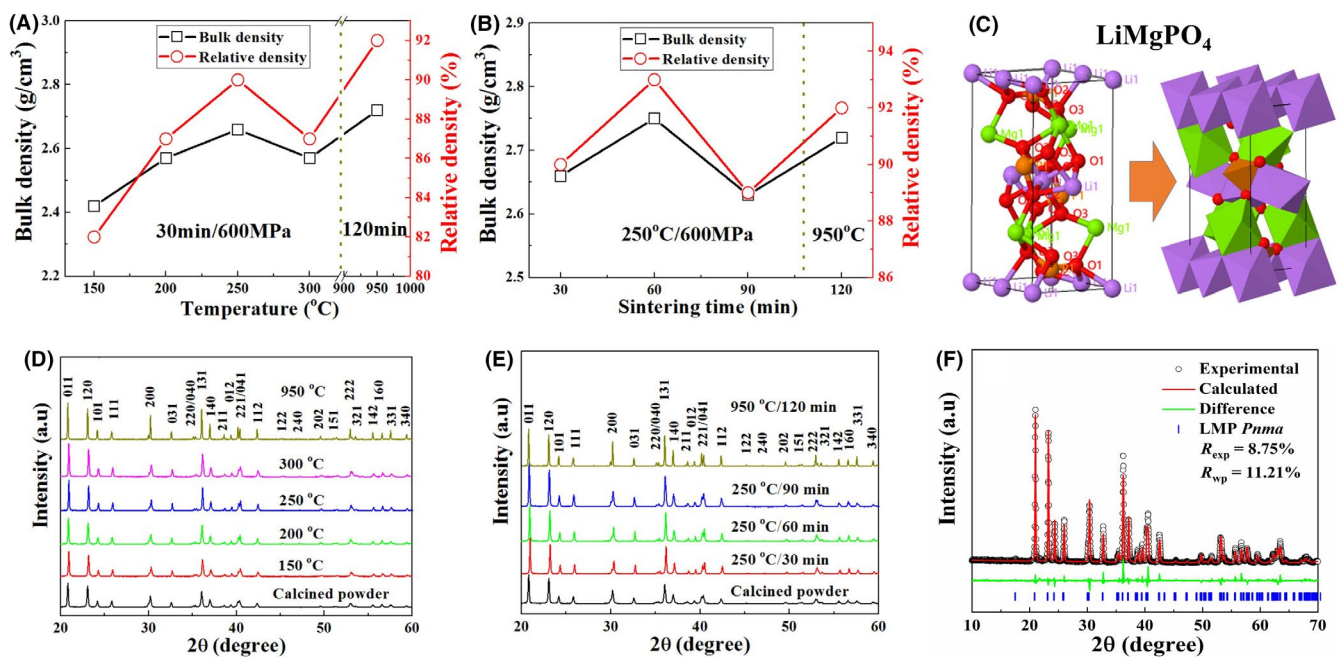 (A)
Bulk density
Relative density
30min/600MPa
120min
3.0
2.8
2.6
2.4
2.2
92
90
88
86
84
82
80
150
200
250
300
900
950
1000
Bulk density (g/cm³)
Relative density (%)
Temperature (°C)
(B)
Bulk density
Relative density
250°C/600MPa
950°C
2.9
2.8
2.7
2.6
2.5
94
92
90
88
86
30
60
90
120
Bulk density (g/cm³)
Relative density (%)
Sintering time (min)
(C)
LiMgPO₄
Li1
O3
O3
Mg1
Mg1
O1
Li1
O3
Mg1
O1
Li1
(D)
011
120
101
111
200
031
220/040
131
140
211
012
221/041
112
122
240
202
151
222
321
142
160
331
340
950 °C
300 °C
250 °C
200 °C
150 °C
Calcined powder
Intensity (a.u)
20
30
40
50
60
2θ (degree)
(E)
011
120
101
111
200
031
220/040
131
140
211
012
221/041
112
122
240
202
151
222
321
142
160
331
340
950 °C/120 min
250 °C/90 min
250 °C/60 min
250 °C/30 min
Calcined powder
Intensity (a.u)
20
30
40
50
60
2θ (degree)
(F)
Experimental
Calculated
Difference
LMP Pnma
Rexp = 8.75%
Rwp = 11.21%
Intensity (a.u)
10
20
30
40
50
60
70
2θ (degree)